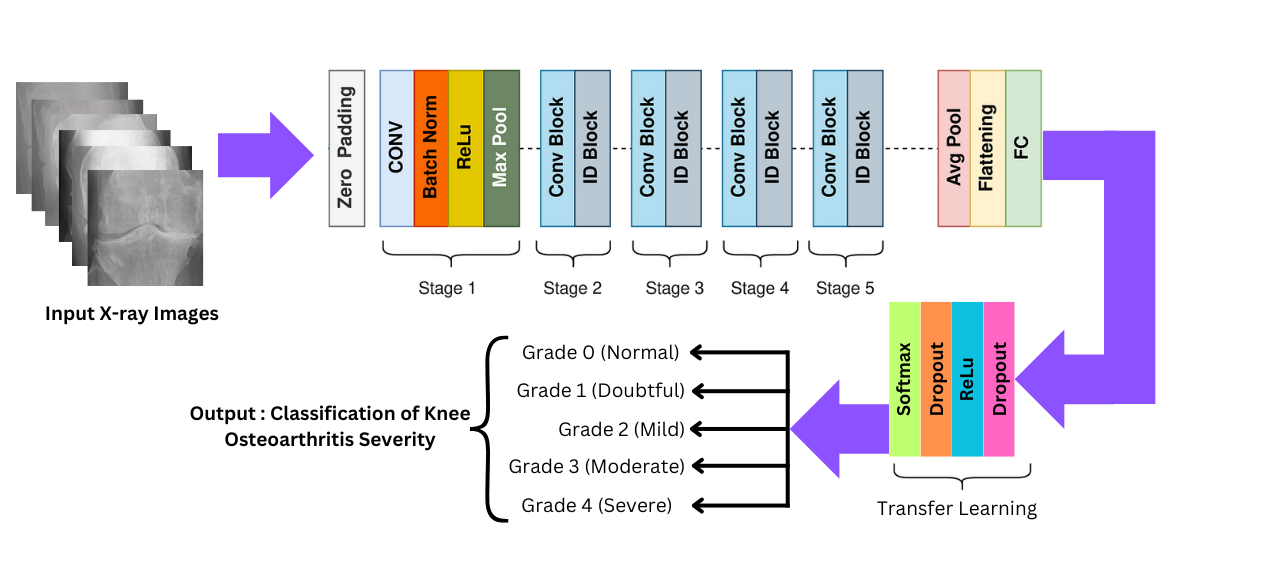 Input X-ray Images
Zero Padding
CONV
Batch Norm
ReLu
Max Pool
Stage 1
Conv Block
ID Block
Stage 2
Conv Block
ID Block
Stage 3
Conv Block
ID Block
Stage 4
Conv Block
ID Block
Stage 5
Avg Pool
Flattening
FC
Dropout
ReLu
Dropout
Softmax
Transfer Learning
Grade 0 (Normal)
Grade 1 (Doubtful)
Grade 2 (Mild)
Grade 3 (Moderate)
Grade 4 (Severe)
Output : Classification of Knee
Osteoarthritis Severity